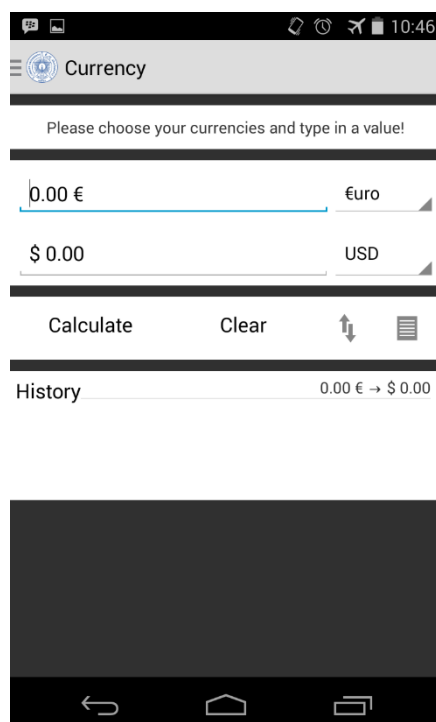 10:46
Currency
Please choose your currencies and type in a value!
0.00 € €uro
$ 0.00 USD
Calculate Clear
History 0.00 € → $ 0.00